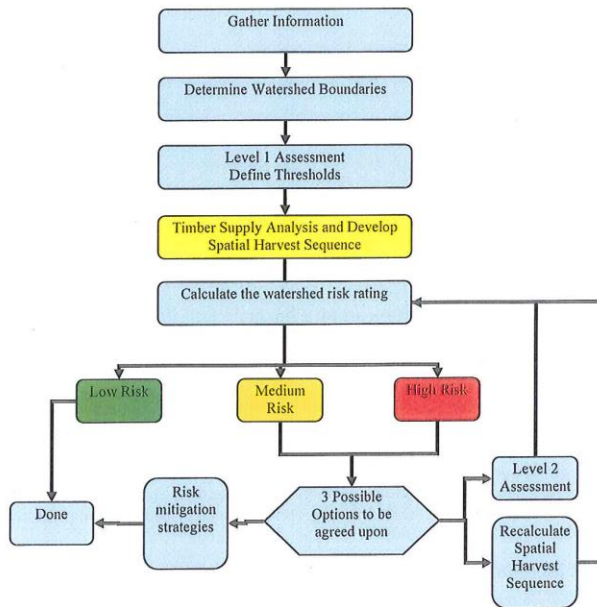 Gather Information
Determine Watershed Boundaries
Level 1 Assessment
Define Thresholds
Timber Supply Analysis and Develop
Spatial Harvest Sequence
Calculate the watershed risk rating
Low Risk
Medium
Risk
High Risk
Done
Risk
mitigation
strategies
3 Possible
Options to be
agreed upon
Level 2
Assessment
Recalculate
Spatial
Harvest
Sequence